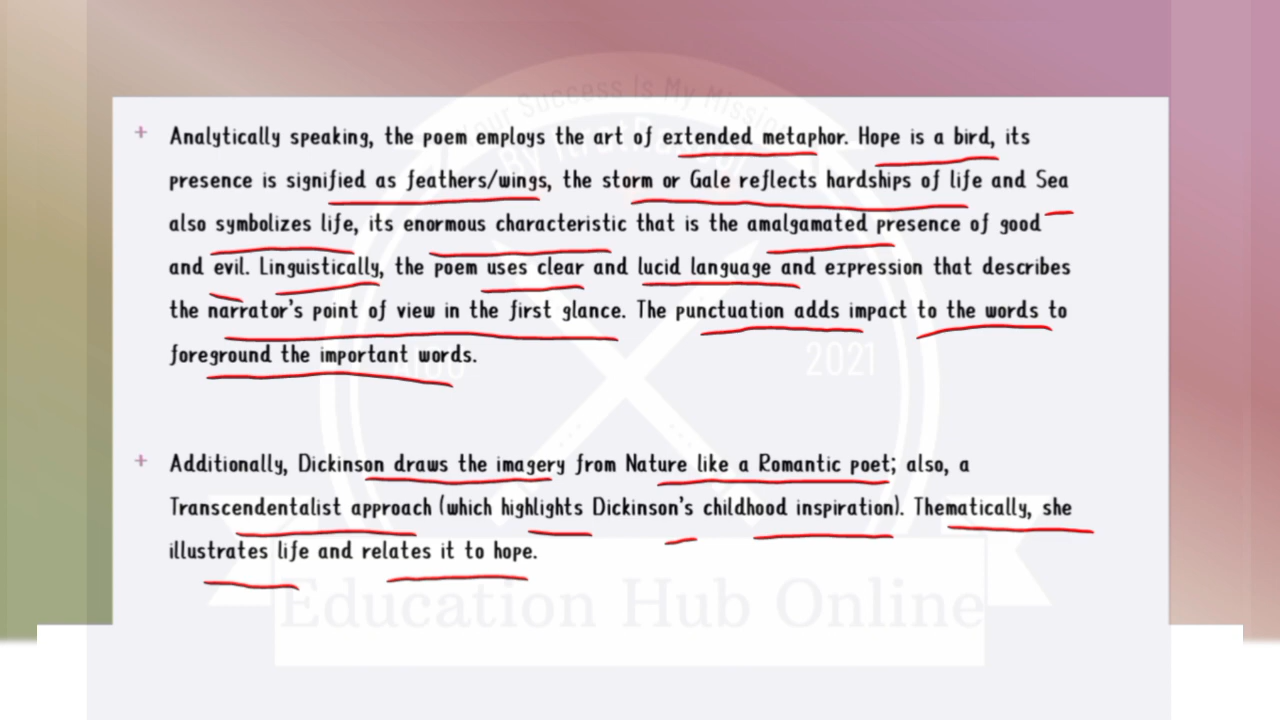 Your Success Is My Mission
+ Analytically speaking, the poem employs the art of extended metaphor. Hope is a bird, its
presence is signified as feathers/wings, the storm or Gale reflects hardships of life and Sea
also symbolizes life, its enormous characteristic that is the amalgamated presence of good
and evil. Linguistically, the poem uses clear and lucid language and expression that describes
the narrator's point of view in the first glance. The punctuation adds impact to the words to
foreground the important words.
2021
+ Additionally, Dickinson draws the imagery from Nature like a Romantic poet; also, a
Transcendentalist approach (which highlights Dickinson's childhood inspiration). Thematically, she
illustrates life and relates it to hope.
Education Hub Online